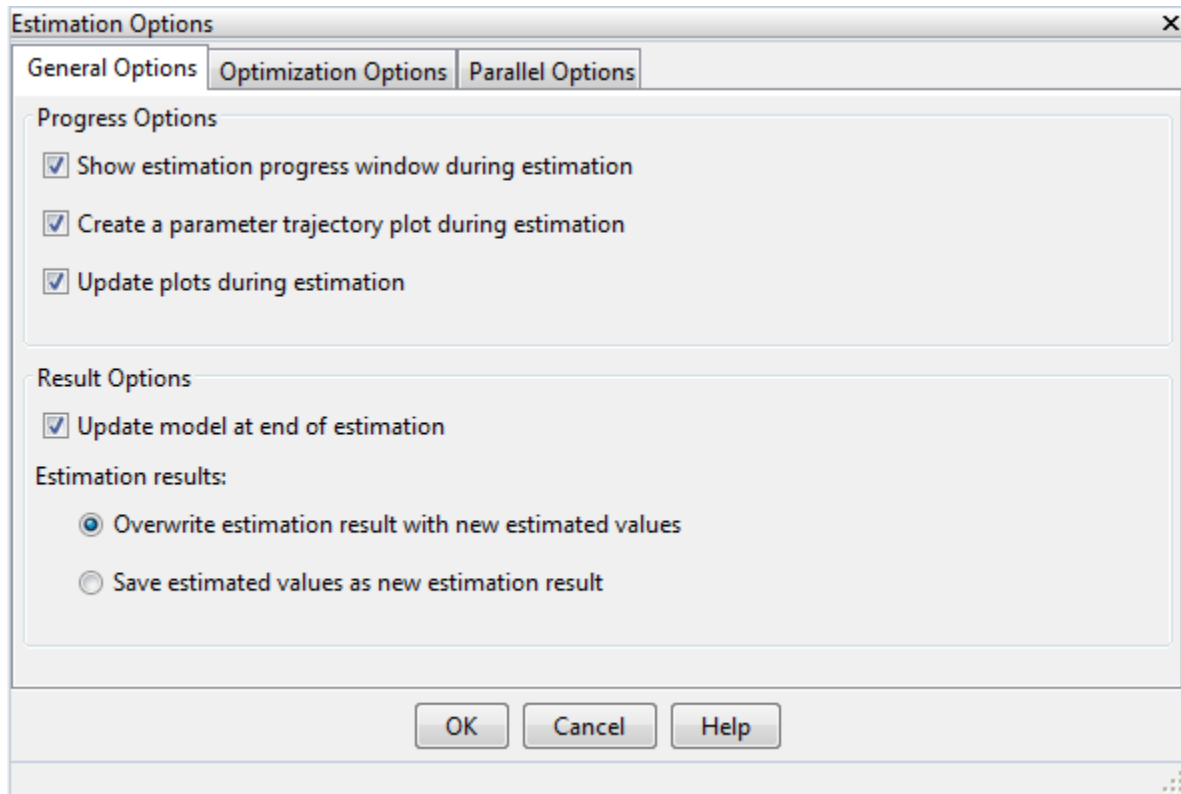 Estimation Options
General Options Optimization Options Parallel Options
Progress Options
Show estimation progress window during estimation
Create a parameter trajectory plot during estimation
Update plots during estimation
Result Options
Update model at end of estimation
Estimation results:
Overwrite estimation result with new estimated values
Save estimated values as new estimation result
OK Cancel Help